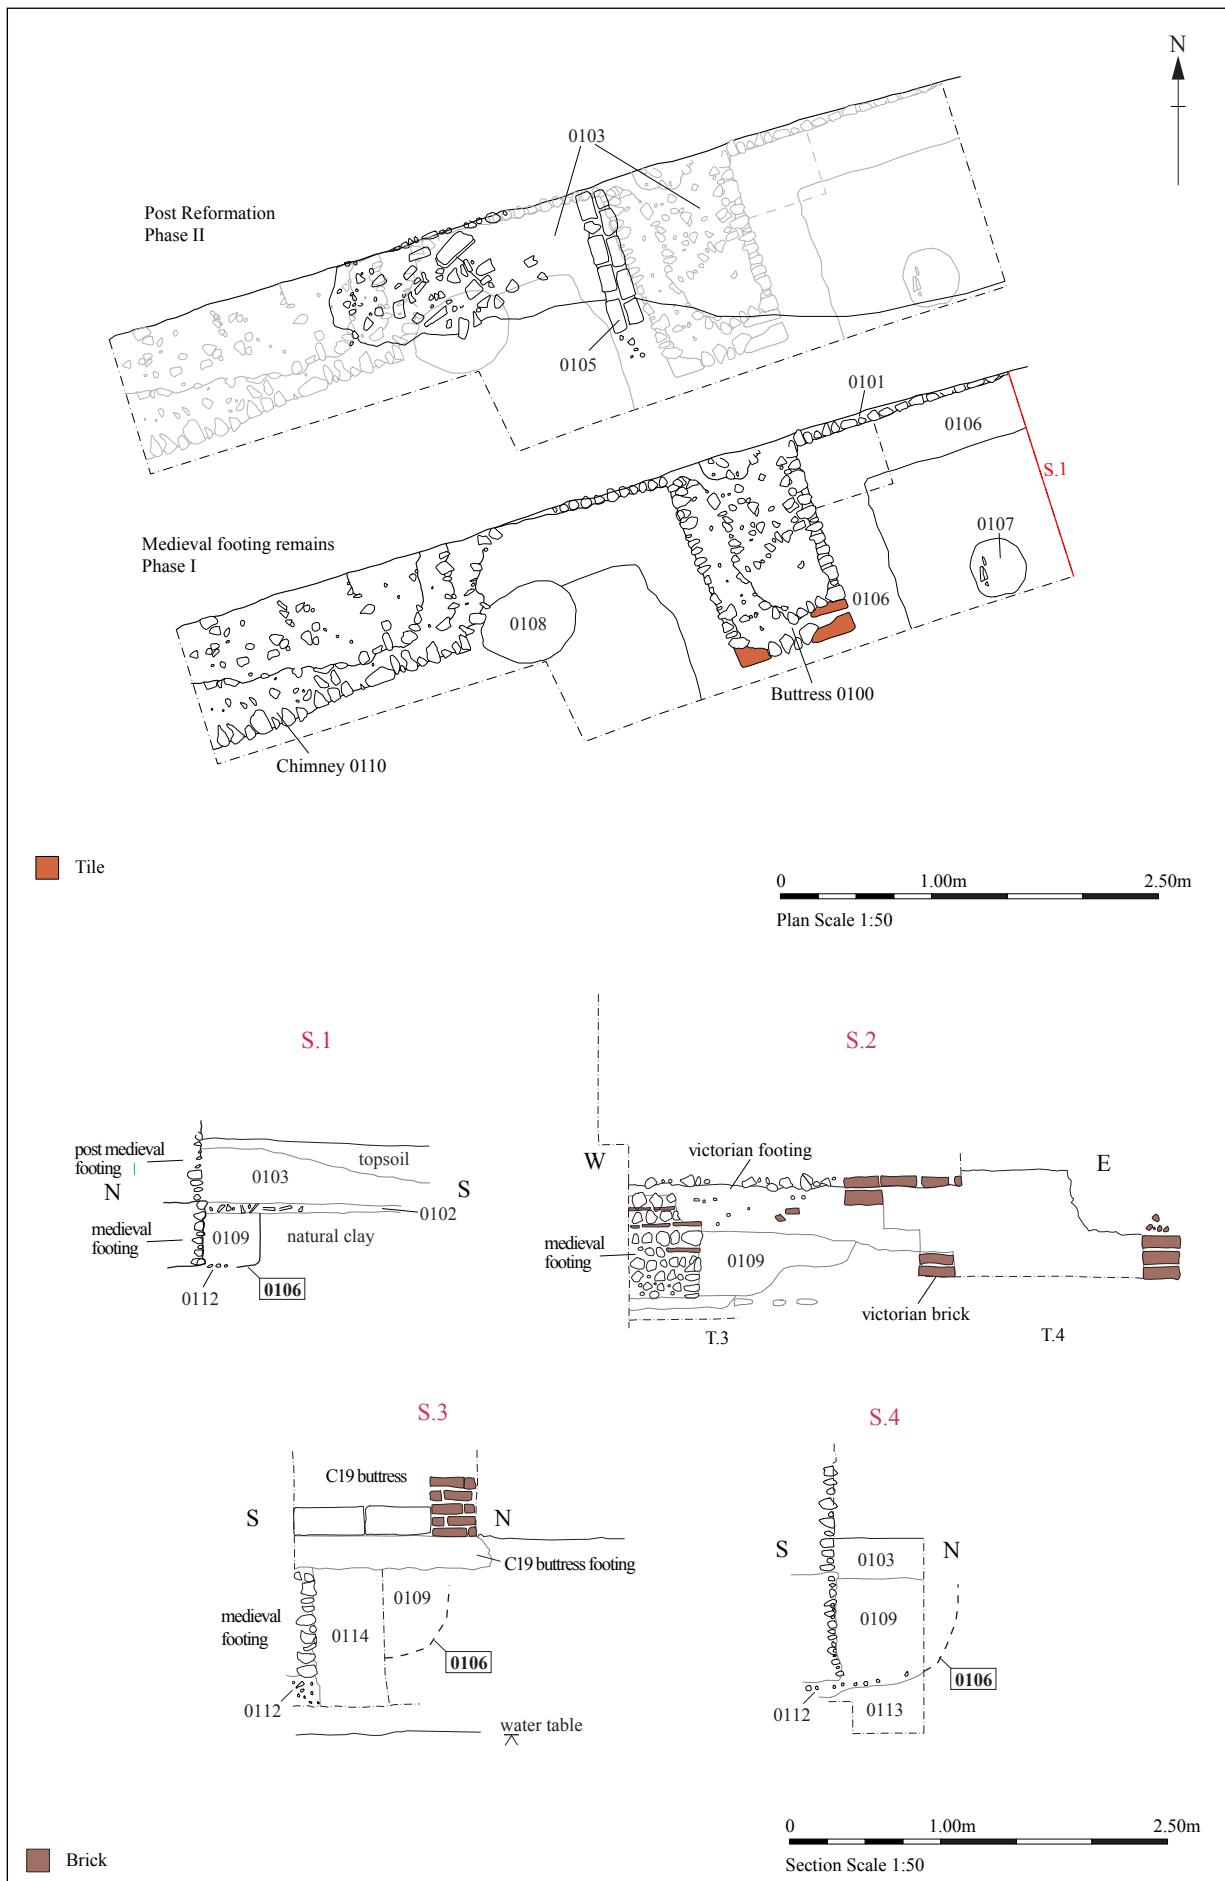 N
0103
Post Reformation
Phase II
0105
0101
0106
S.1
0107
Medieval footing remains
Phase I
0108
0106
Buttress 0100
Chimney 0110
Tile
0 1.00m 2.50m
Plan Scale 1:50
S.1
S.2
post medieval
footing
topsoil
0103
N
S
0102
medieval
footing
0109
natural clay
0112
0106
W
victorian footing
E
medieval
footing
0109
victorian brick
T.3
T.4
S.3
S.4
C19 buttress
S
N
C19 buttress footing
0109
medieval
footing
0114
0106
0112
water table
S
0103
N
0109
0106
0112
0113
0 1.00m 2.50m
Section Scale 1:50
Brick